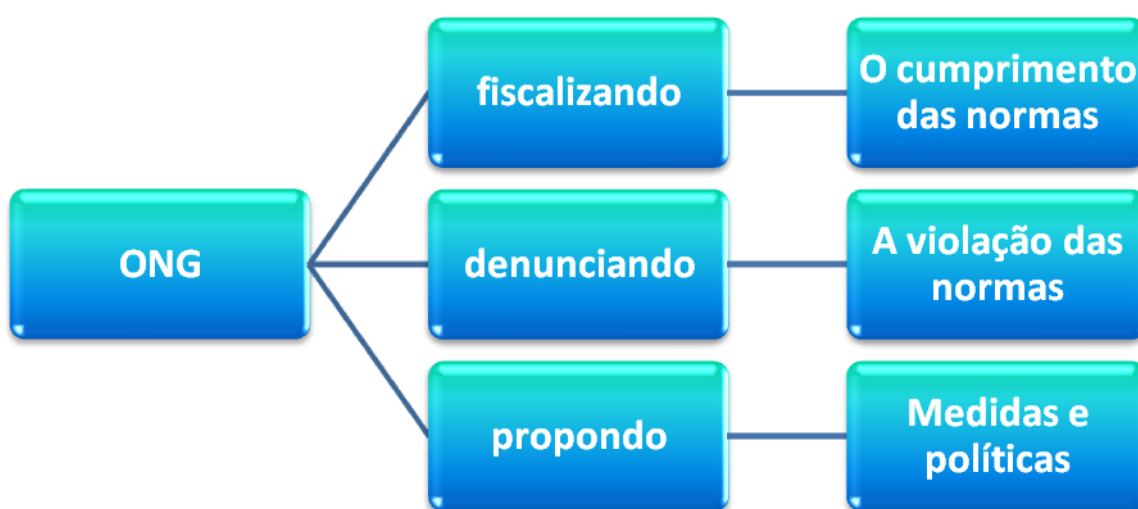 ONG
fiscalizando
O cumprimento
das normas
denunciando
A violação das
normas
propondo
Medidas e
políticas